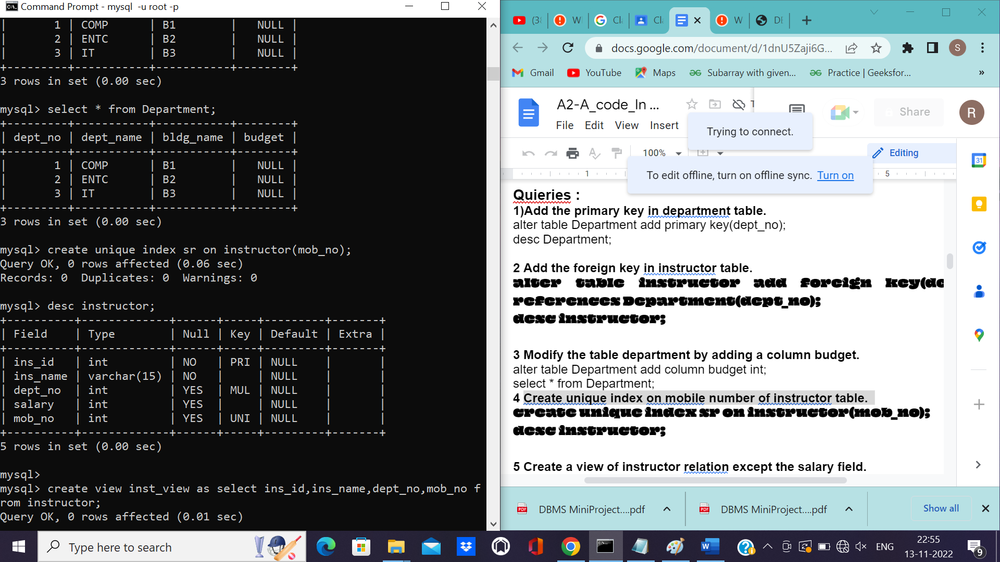 Command Prompt - mysql  -u root -p
|       1 | COMP      | B1        |   NULL |
|       2 | ENTC      | B2        |   NULL |
|       3 | IT        | B3        |   NULL |
+---------+-----------+-----------+--------+
3 rows in set (0.00 sec)
mysql> select * from Department;
+---------+-----------+-----------+--------+
| dept_no | dept_name | bldg_name | budget |
+---------+-----------+-----------+--------+
|       1 | COMP      | B1        |   NULL |
|       2 | ENTC      | B2        |   NULL |
|       3 | IT        | B3        |   NULL |
+---------+-----------+-----------+--------+
3 rows in set (0.00 sec)
mysql> create unique index sr on instructor(mob_no);
Query OK, 0 rows affected (0.06 sec)
Records: 0  Duplicates: 0  Warnings: 0
mysql> desc instructor;
+----------+-------------+------+-----+---------+-------+
| Field    | Type        | Null | Key | Default | Extra |
+----------+-------------+------+-----+---------+-------+
| ins_id   | int         | NO   | PRI | NULL    |       |
| ins_name | varchar(15) | NO   |     | NULL    |       |
| dept_no  | int         | YES  | MUL | NULL    |       |
| salary   | int         | YES  |     | NULL    |       |
| mob_no   | int         | YES  | UNI | NULL    |       |
+----------+-------------+------+-----+---------+-------+
5 rows in set (0.00 sec)
mysql>
mysql> create view inst_view as select ins_id,ins_name,dept_no,mob_no f
rom instructor;
Query OK, 0 rows affected (0.01 sec)
(3 W Cl Cl W DE
docs.google.com/document/d/1dnU5Zaji6G... S
Gmail YouTube Maps Subarray with given... Practice | Geeksfor... »
A2-A_code_In ... Share R
File Edit View Insert
Trying to connect.
100% Editing 31
To edit offline, turn on offline sync. Turn on
1 5
Quieries :
1)Add the primary key in department table.
alter table Department add primary key(dept_no);
desc Department;
2 Add the foreign key in instructor table.
alter table instructor add foreign key(de
references Department(dept_no);
desc instructor;
3 Modify the table department by adding a column budget.
alter table Department add column budget int;
select * from Department;
4 Create unique index on mobile number of instructor table.
create unique index sr on instructor(mob_no);
desc instructor;
5 Create a view of instructor relation except the salary field.
DBMS MiniProject....pdf DBMS MiniProject....pdf Show all
Type here to search
ENG
22:55
13-11-2022
9